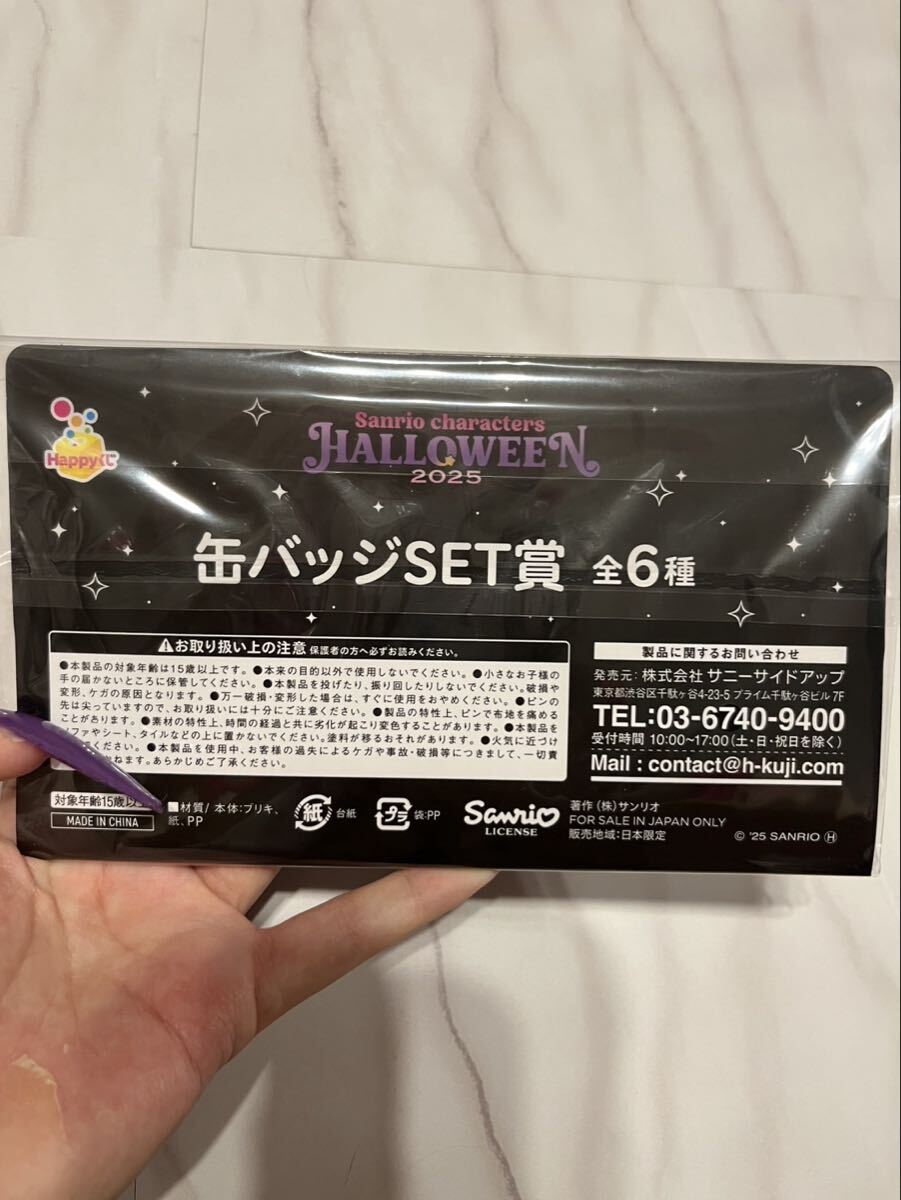 Happyくじ
Sanrio characters
HALLOWEEN
2025
缶バッジSET賞 全6種
⚠お取り扱い上の注意 保護者の方へ必ずお読みください。
●本製品の対象年齢は15歳以上です。●本来の目的以外で使用しないでください。●小さなお子様の
手の届かないところに保管してください。●本製品を投げたり、振り回したりしないでください。破損や
変形、ケガの原因となります。●万一破損・変形した場合は、すぐに使用をおやめください。●ピンの
先は尖っていますので、お取り扱いには十分にご注意ください。●製品の特性上、ピンで布地を痛める
ことがあります。●素材の特性上、時間の経過と共に劣化が起こり変色することがあります。●本製品を
ファやシート、タイルなどの上に置かないでください。塗料が移るおそれがあります。●火気に近づけ
でください。●本製品を使用中、お客様の過失によるケガや事故・破損等につきまして、一切責
かねます。あらかじめご了承ください。
製品に関するお問い合わせ
発売元：株式会社 サニーサイドアップ
東京都渋谷区千駄ヶ谷4-23-5 プライム千駄ヶ谷ビル 7F
TEL:03-6740-9400
受付時間 10:00~17:00(土・日・祝日を除く)
Mail : contact@h-kuji.com
対象年齢15歳以
MADE IN CHINA
■材質/ 本体:ブリキ、
紙、PP
紙 台紙
プラ 袋:PP
Sanrio
LICENSE
著作 (株)サンリオ
FOR SALE IN JAPAN ONLY
販売地域:日本限定
© '25 SANRIO Ⓗ